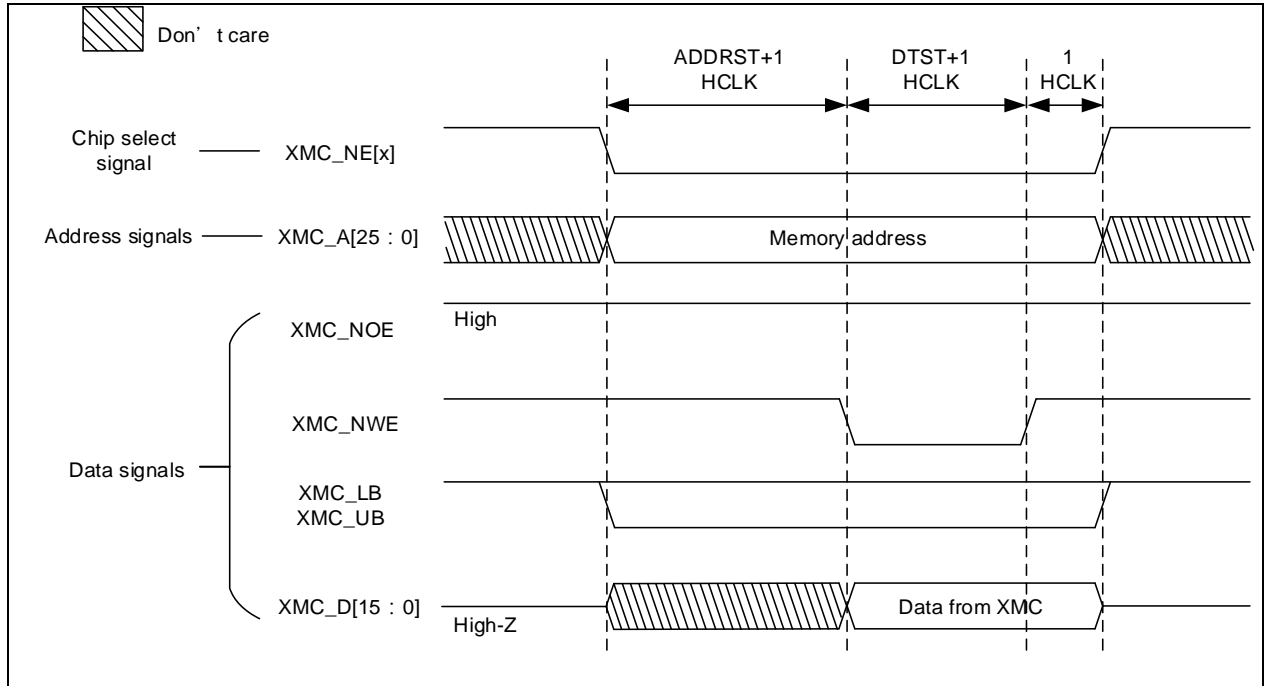 Don’ t care
ADDRST+1
HCLK
DTST+1
HCLK
1
HCLK
Chip select
signal
XMC_NE[x]
Address signals
XMC_A[25 : 0]
Memory address
XMC_NOE
High
XMC_NWE
Data signals
XMC_LB
XMC_UB
XMC_D[15 : 0]
High-Z
Data from XMC